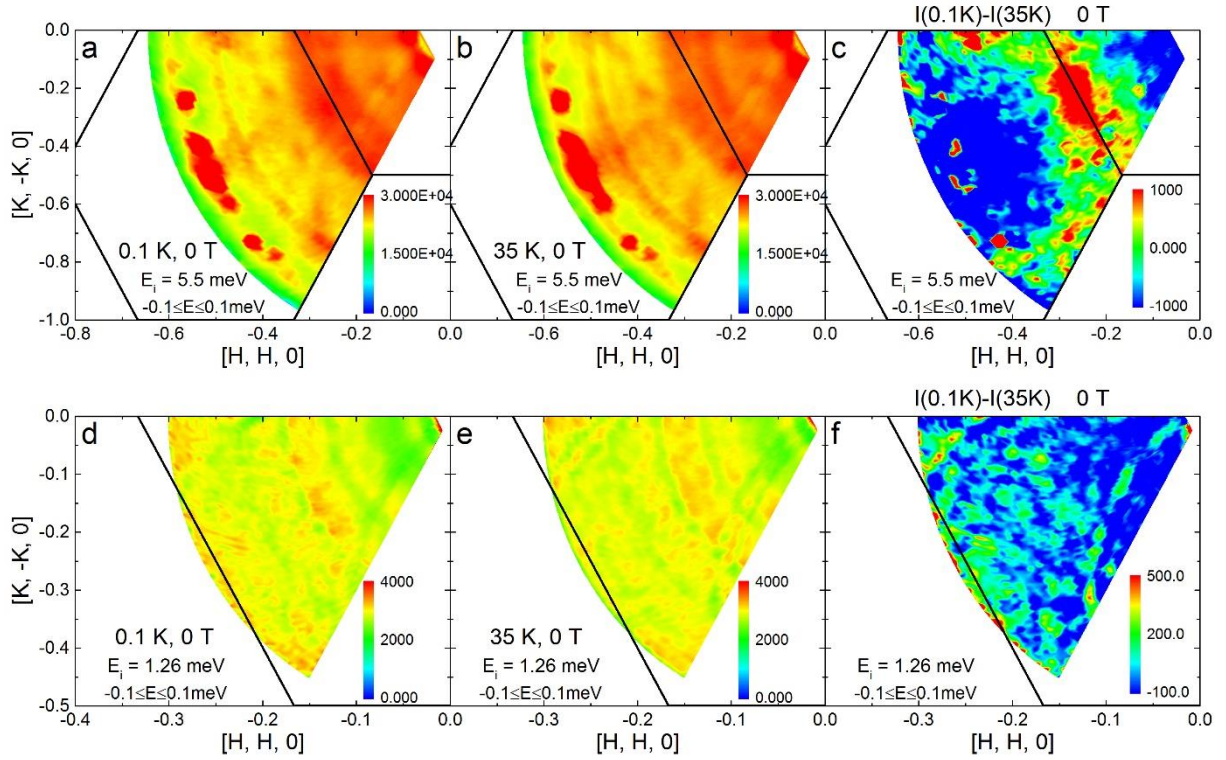 I(0.1K)-I(35K) 0 T
a
b
c
[K, -K, 0]
0.0
-0.2
-0.4
-0.6
-0.8
-1.0
0.1 K, 0 T
E_i = 5.5 meV
-0.1≤E≤0.1meV
3.000E+04
1.500E+04
0.000
35 K, 0 T
E_i = 5.5 meV
-0.1≤E≤0.1meV
3.000E+04
1.500E+04
0.000
E_i = 5.5 meV
-0.1≤E≤0.1meV
1000
0.000
-1000
-0.8 -0.6 -0.4 -0.2 0.0 -0.6 -0.4 -0.2 0.0 -0.6 -0.4 -0.2 0.0
[H, H, 0] [H, H, 0] [H, H, 0]
I(0.1K)-I(35K) 0 T
d
e
f
[K, -K, 0]
0.0
-0.1
-0.2
-0.3
-0.4
-0.5
0.1 K, 0 T
E_i = 1.26 meV
-0.1≤E≤0.1meV
4000
2000
0.000
35 K, 0 T
E_i = 1.26 meV
-0.1≤E≤0.1meV
4000
2000
0.000
E_i = 1.26 meV
-0.1≤E≤0.1meV
500.0
200.0
-100.0
-0.4 -0.3 -0.2 -0.1 0.0 -0.3 -0.2 -0.1 0.0 -0.3 -0.2 -0.1 0.0
[H, H, 0] [H, H, 0] [H, H, 0]